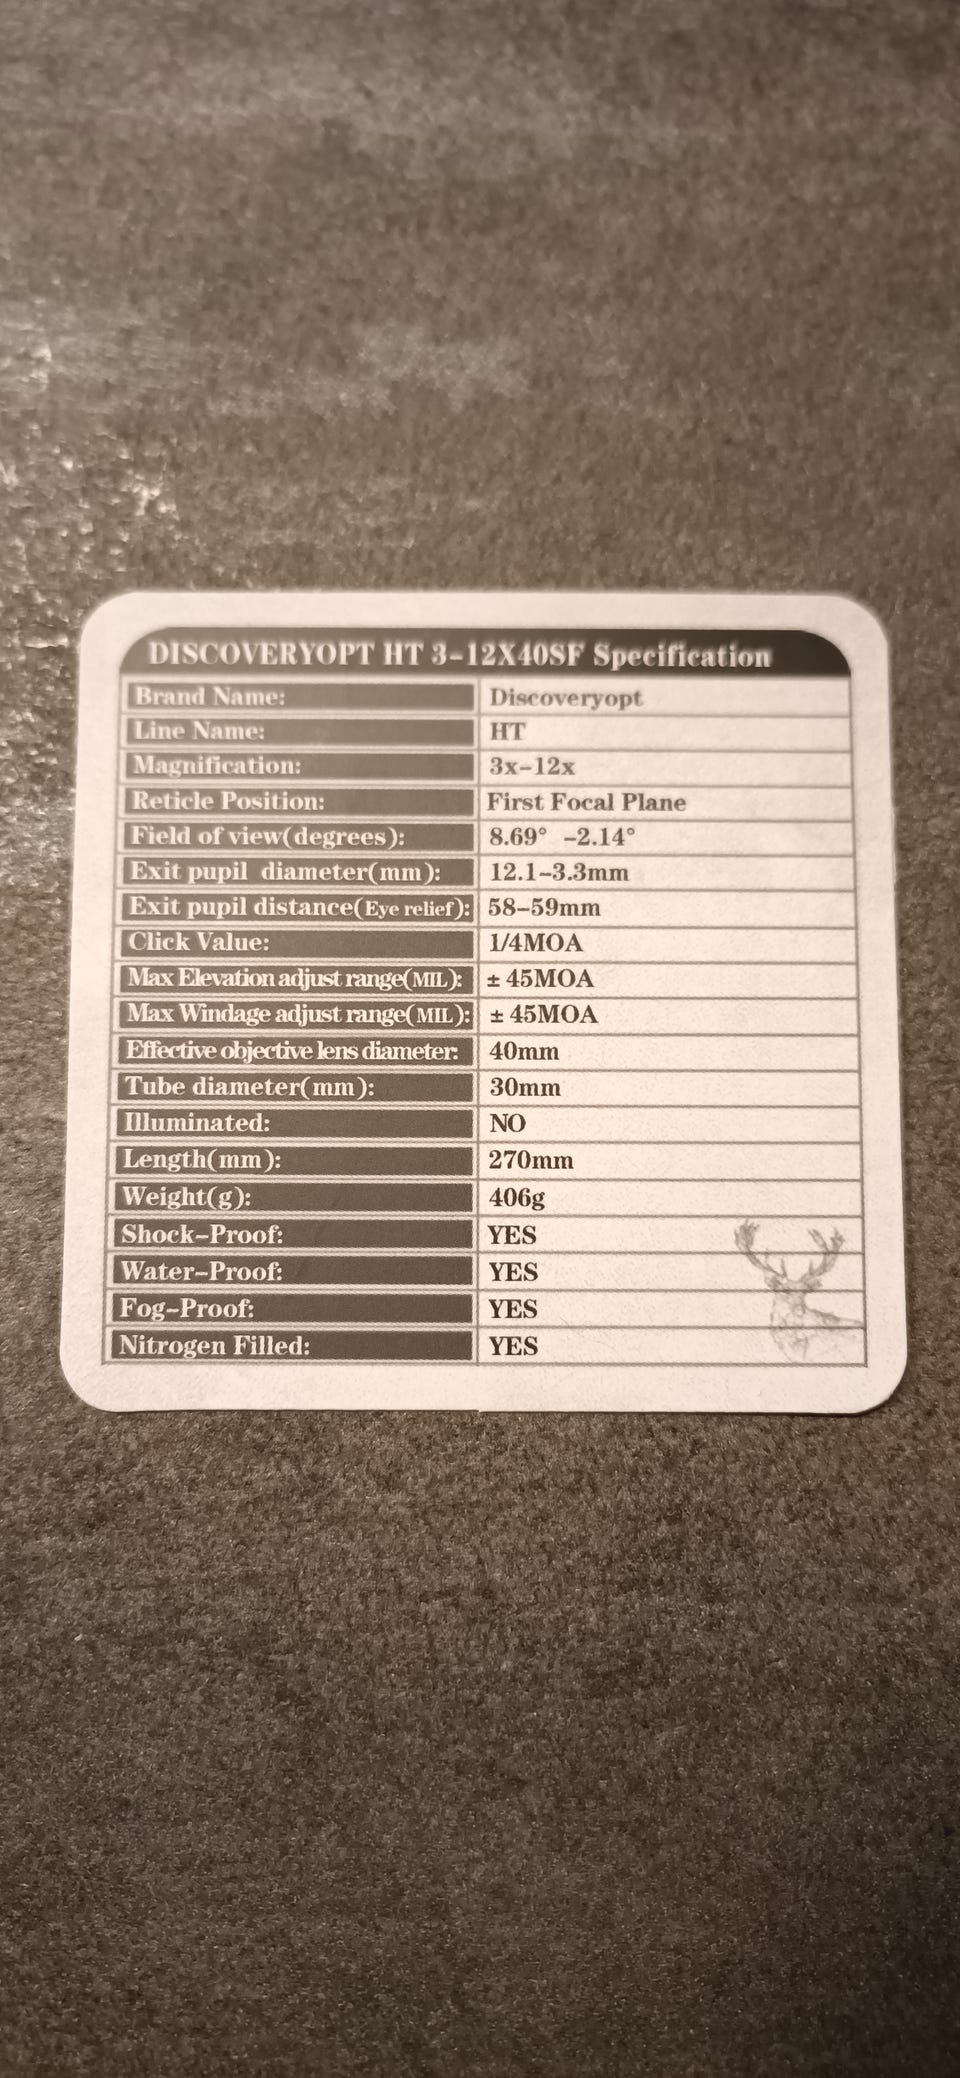 DISCOVERYOPT HT 3-12X40SF Specification
Brand Name: Discoveryopt
Line Name: HT
Magnification: 3x-12x
Reticle Position: First Focal Plane
Field of view(degrees): 8.69° -2.14°
Exit pupil diameter(mm): 12.1-3.3mm
Exit pupil distance(Eye relief): 58-59mm
Click Value: 1/4MOA
Max Elevation adjust range(MIL): ± 45MOA
Max Windage adjust range(MIL): ± 45MOA
Effective objective lens diameter: 40mm
Tube diameter(mm): 30mm
Illuminated: NO
Length(mm): 270mm
Weight(g): 406g
Shock-Proof: YES
Water-Proof: YES
Fog-Proof: YES
Nitrogen Filled: YES